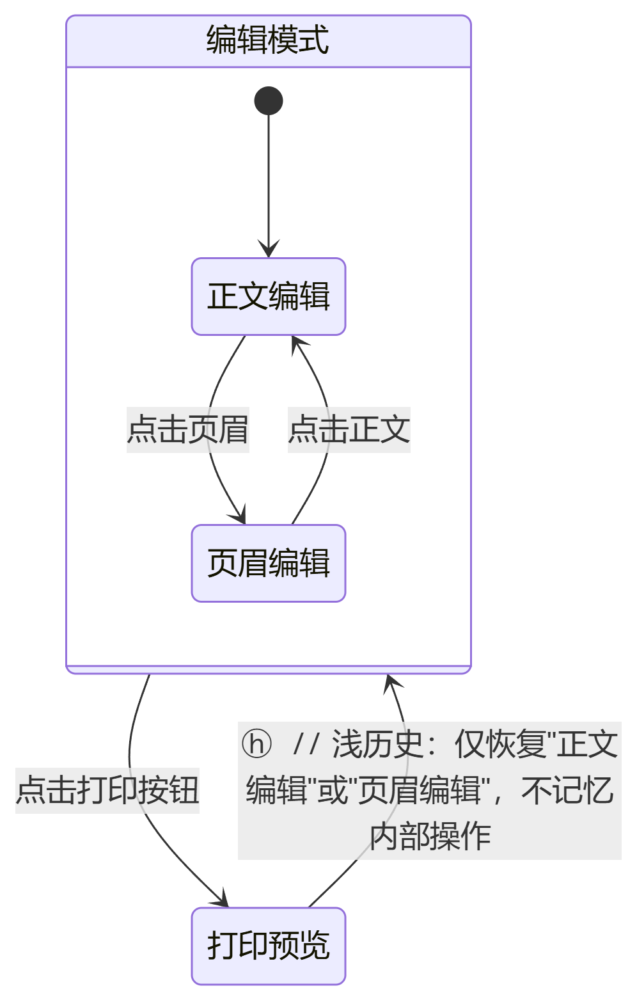 编辑模式
正文编辑
点击页眉
点击正文
页眉编辑
点击打印按钮
ⓗ // 浅历史：仅恢复"正文
编辑"或"页眉编辑"，不记忆
内部操作
打印预览